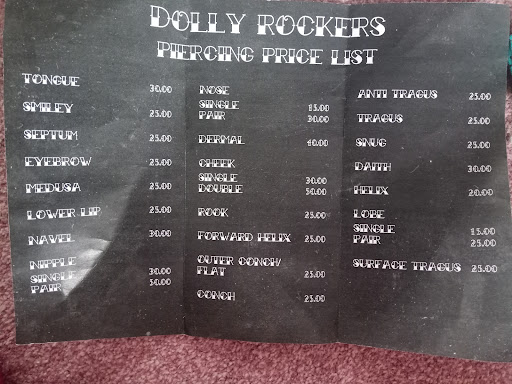 DOLLY ROCKERS
PIERCING PRICE LIST
TONGUE 30.00
SMILEY 25.00
SEPTUM 25.00
EYEBROW 25.00
MEDUSA 25.00
LOWER LIP 25.00
NAVEL 30.00
NIPPLE
SINGLE 30.00
PAIR 50.00
NOSE
SINGLE 15.00
PAIR 30.00
DERMAL 40.00
CHEEK
SINGLE 30.00
DOUBLE 50.00
ROOK 25.00
FORWARD HELIX 25.00
OUTER CONCH/
FLAT 25.00
CONCH 25.00
ANTI TRAGUS 25.00
TRAGUS 25.00
SNUG 25.00
DAITH 30.00
HELIX 20.00
LOBE
SINGLE 15.00
PAIR 25.00
SURFACE TRAGUS 25.00